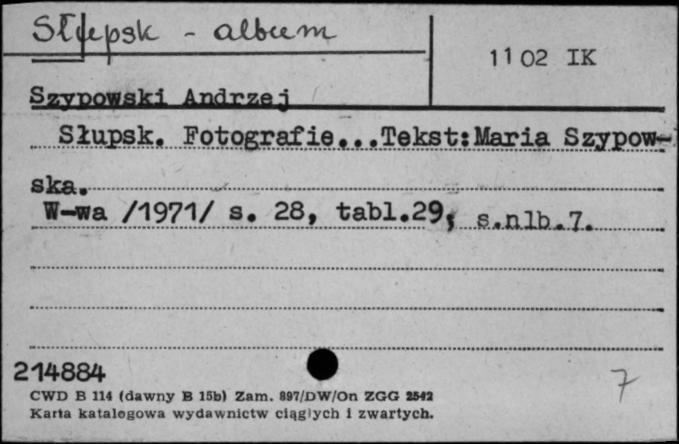 Słupsk - album
1102 IK
Szypowski Andrzej
Słupsk. Fotografie...Tekst:Maria Szypow-
ska.
W-wa /1971/ s. 28, tabl.29, s.nlb.7.
214884
7
CWD B 114 (dawny B 15b) Zam. 897/DW/On ZGG 2542
Karta katalogowa wydawnictw ciągłych i zwartych.